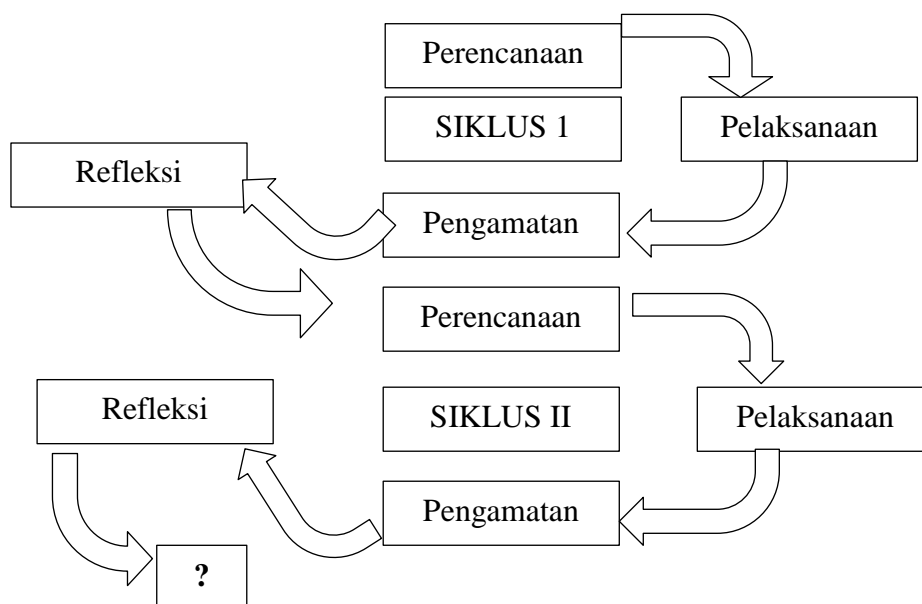 Perencanaan
SIKLUS 1
Pelaksanaan
Refleksi
Pengamatan
Perencanaan
Refleksi
SIKLUS II
Pelaksanaan
Pengamatan
?